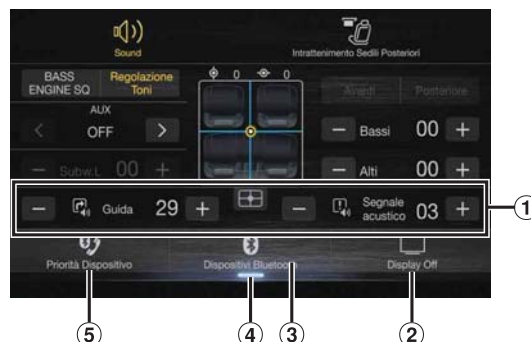 Sound
Intrattenimento Sedili Posteriori
0 0
BASS ENGINE SQ
Regolazione Toni
Avanti Posteriore
AUX
< OFF >
− Bassi 00 +
− Subw.L 00 +
− Alti 00 +
− Guida 29 +
− Segnale acustico 03 +
1
Priorità Dispositivo
Dispositivi Bluetooth
Display Off
5 4 3 2